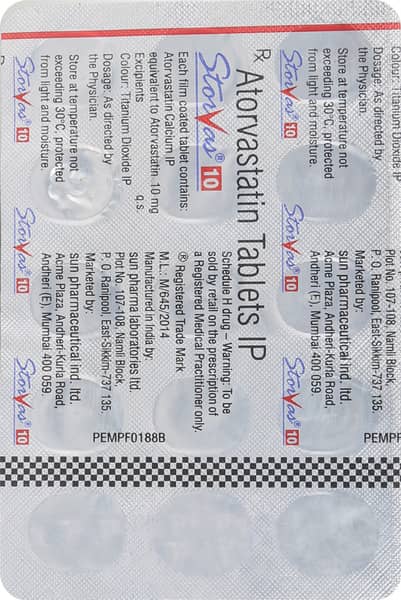 StorVas® 10
StorVas® 10
StorVas® 10
Colour: Titanium Dioxide IP
Dosage: As directed by
the Physician.
Store at temperature not
exceeding 30°C, protected
from light and moisture.
StorVas® 10
Plot No. 107-108, Namli Block,
P. O. Ranipool, East-Sikkim-737 135.
Marketed by:
sun pharmaceutical ind. ltd.
Acme Plaza, Andheri-Kurla Road,
Andheri (E), Mumbai 400 059.
StorVas® 10
PEMPF
Rx Atorvastatin Tablets IP
StorVas® 10
Each film coated tablet contains:
Atorvastatin Calcium IP
equivalent to Atorvastatin 10 mg
Excipients q.s.
Colour: Titanium Dioxide IP
Dosage: As directed by
the Physician.
Store at temperature not
exceeding 30°C, protected
from light and moisture.
StorVas® 10
Schedule H drug – Warning: To be
sold by retail on the prescription of
a Registered Medical Practitioner only.
® Registered Trade Mark
M.L.: M/645/2014
Manufactured in India by:
sun pharma laboratories ltd.
Plot No. 107-108, Namli Block,
P. O. Ranipool, East-Sikkim-737 135.
Marketed by:
sun pharmaceutical ind. ltd.
Acme Plaza, Andheri-Kurla Road,
Andheri (E), Mumbai 400 059.
PEMPF0188B